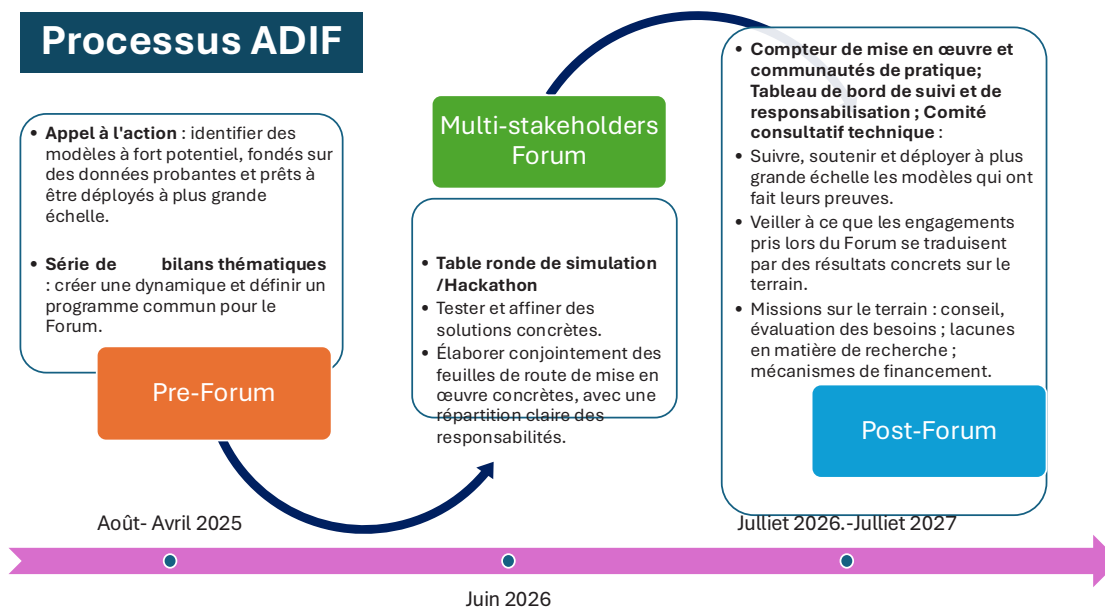 Processus ADIF
• Appel à l'action : identifier des
modèles à fort potentiel, fondés sur
des données probantes et prêts à
être déployés à plus grande
échelle.
• Série de bilans thématiques
: créer une dynamique et définir un
programme commun pour le
Forum.
Pre-Forum
Multi-stakeholders
Forum
• Table ronde de simulation
/Hackathon
• Tester et affiner des
solutions concrètes.
• Élaborer conjointement des
feuilles de route de mise en
œuvre concrètes, avec une
répartition claire des
responsabilités.
• Compteur de mise en œuvre et
communautés de pratique;
Tableau de bord de suivi et de
responsabilisation ; Comité
consultatif technique :
• Suivre, soutenir et déployer à plus
grande échelle les modèles qui ont
fait leurs preuves.
• Veiller à ce que les engagements
pris lors du Forum se traduisent
par des résultats concrets sur le
terrain.
• Missions sur le terrain : conseil,
évaluation des besoins ; lacunes
en matière de recherche ;
mécanismes de financement.
Post-Forum
Août- Avril 2025
Juin 2026
Julliet 2026.-Julliet 2027